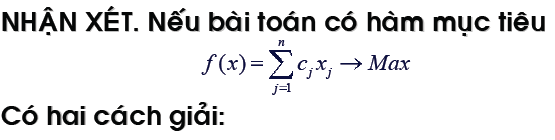 NHẬN XÉT. Nếu bài toán có hàm mục tiêu
f(x) = ∑_{j=1}^{n} c_j x_j → Max
Có hai cách giải: